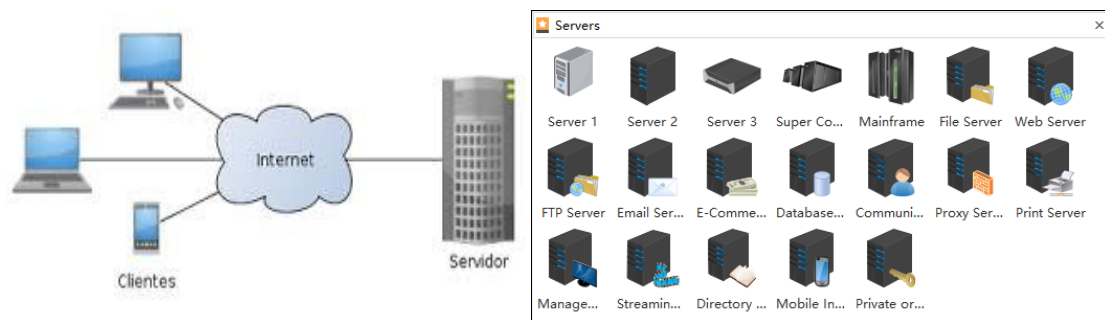 Internet
Clientes
Servidor
Servers
Server 1 Server 2 Server 3 Super Co... Mainframe File Server Web Server
FTP Server Email Ser... E-Comme... Database... Communi... Proxy Ser... Print Server
Manage... Streamin... Directory ... Mobile In... Private or...